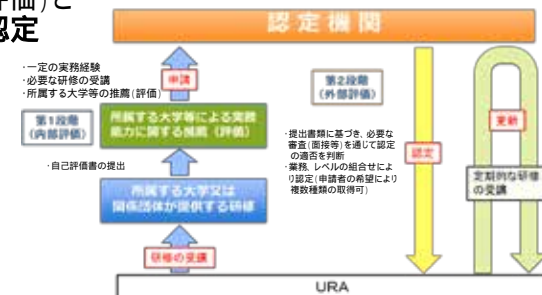 評価)と
認定
認定機関
・一定の実務経験
・必要な研修の受講
・所属する大学等の推薦(評価)
申請
第1段階
(内部評価)
所属する大学等による実務
能力に関する推薦(評価)
・自己評価書の提出
所属する大学又は
関係団体が提供する研修
研修の受講
第2段階
(外部評価)
・提出書類に基づき、必要な
審査(面接等)を通じて認定
の適否を判断
・業務、レベルの組合せによ
り認定(申請者の希望により
複数種類の取得可)
認定
更新
定期的な研修
の受講
URA